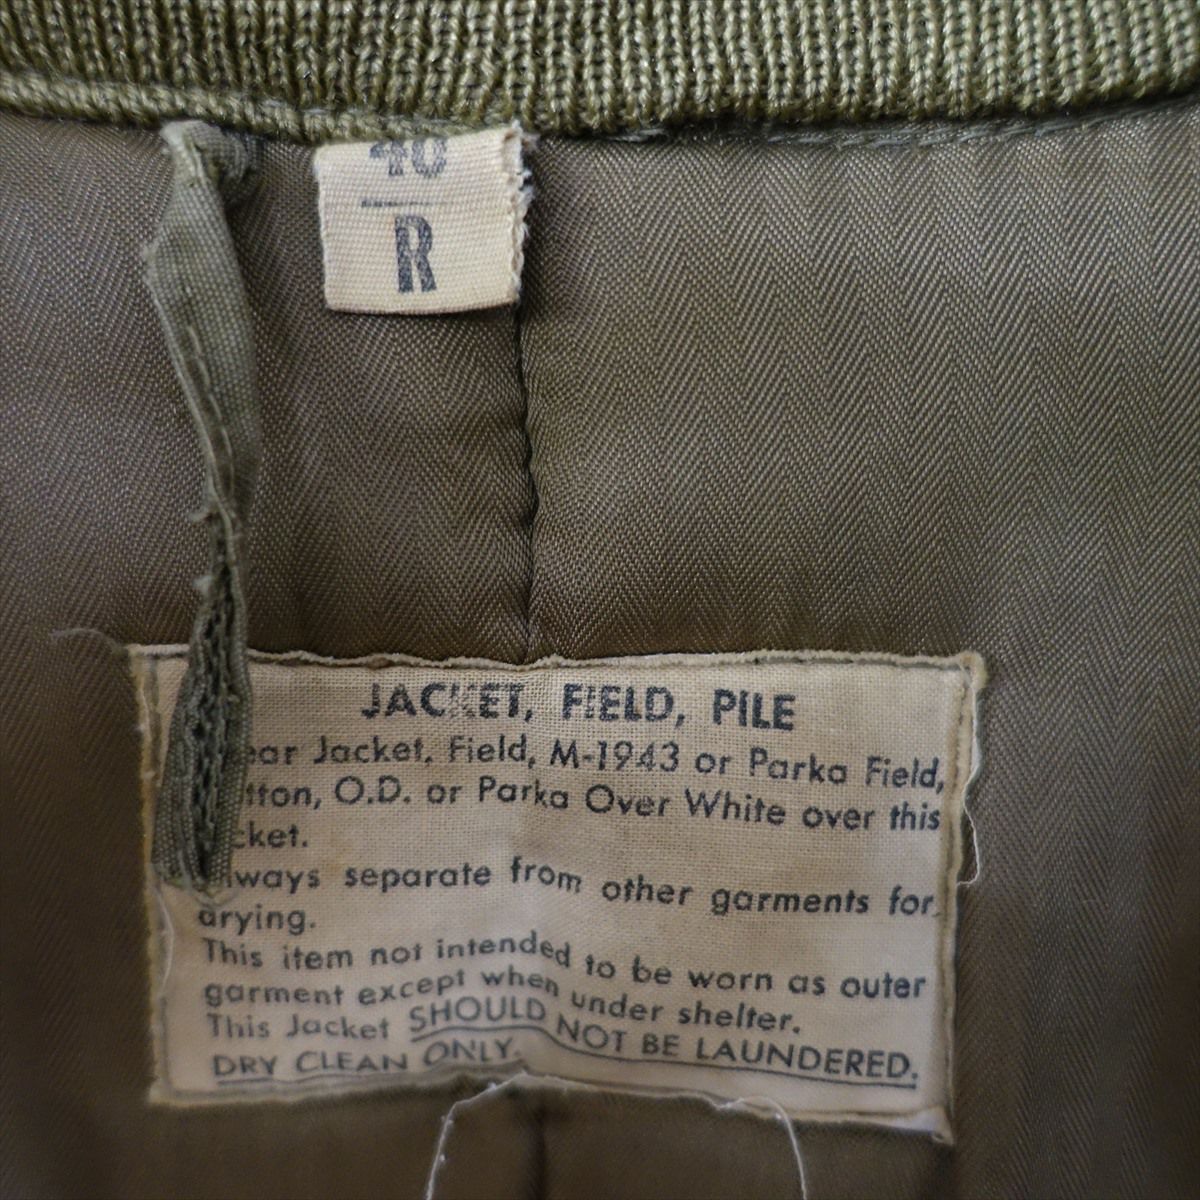 40
R
JACKET, FIELD, PILE
ear Jacket, Field, M-1943 or Parka Field,
tton, O.D. or Parka Over White over this
cket.
lways separate from other garments for
drying.
This item not intended to be worn as outer
garment except when under shelter.
This Jacket SHOULD NOT BE LAUNDERED.
DRY CLEAN ONLY.